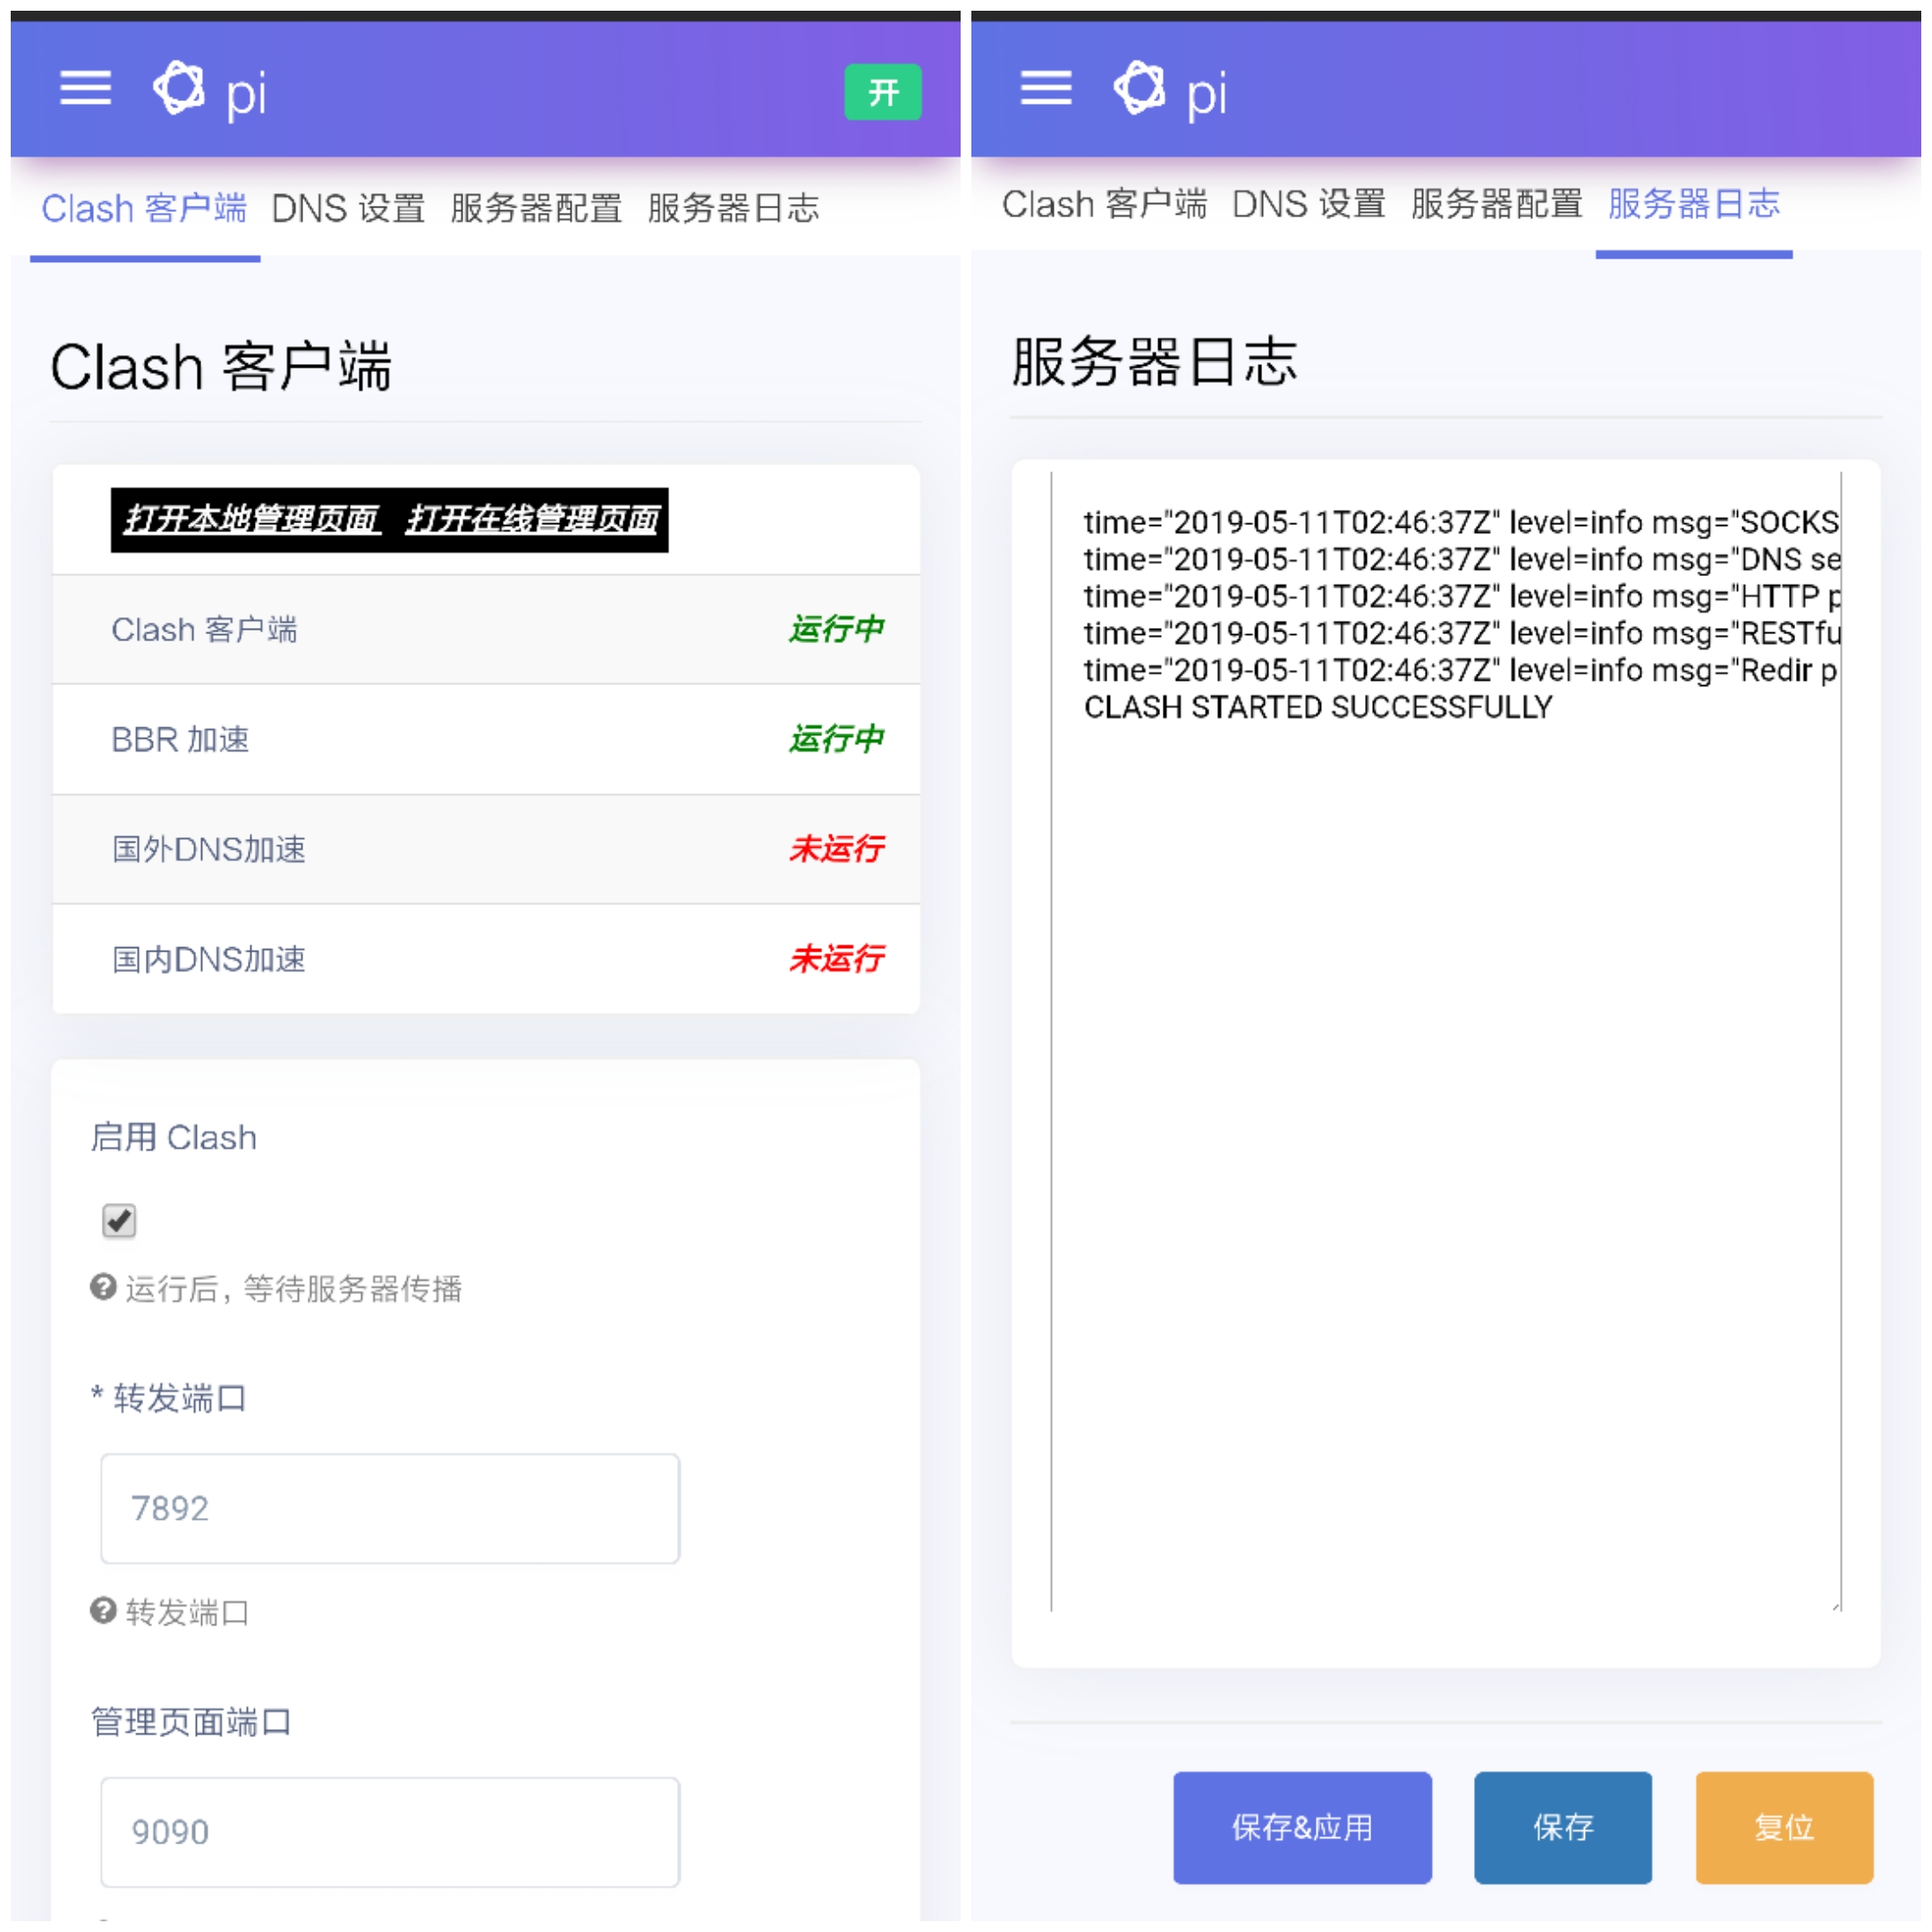 pi
开
Clash 客户端 DNS 设置 服务器配置 服务器日志
Clash 客户端
打开本地管理页面 打开在线管理页面
Clash 客户端 运行中
BBR 加速 运行中
国外DNS加速 未运行
国内DNS加速 未运行
启用 Clash
运行后，等待服务器传播
* 转发端口
7892
转发端口
管理页面端口
9090
pi
Clash 客户端 DNS 设置 服务器配置 服务器日志
服务器日志
time="2019-05-11T02:46:37Z" level=info msg="SOCKS
time="2019-05-11T02:46:37Z" level=info msg="DNS se
time="2019-05-11T02:46:37Z" level=info msg="HTTP p
time="2019-05-11T02:46:37Z" level=info msg="RESTfu
time="2019-05-11T02:46:37Z" level=info msg="Redir p
CLASH STARTED SUCCESSFULLY
保存&应用 保存 复位